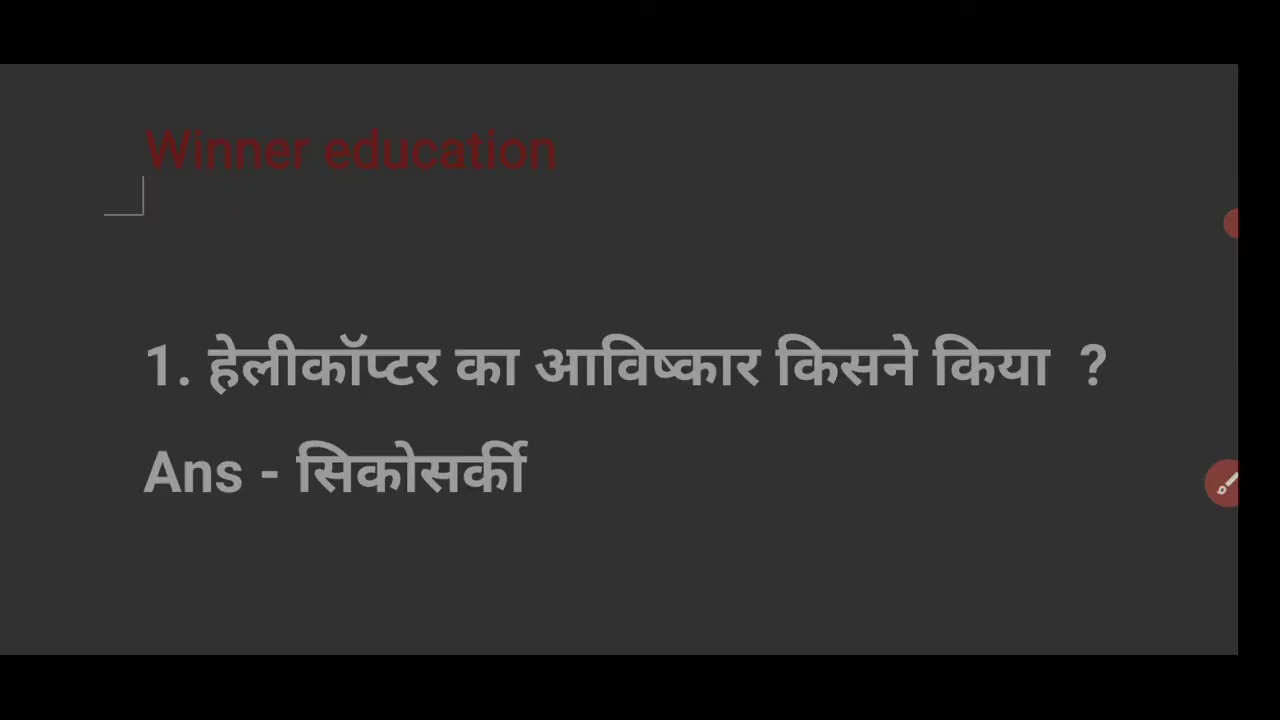 Winner education
1. हेलीकॉप्टर का आविष्कार किसने किया ?
Ans - सिकोसर्की